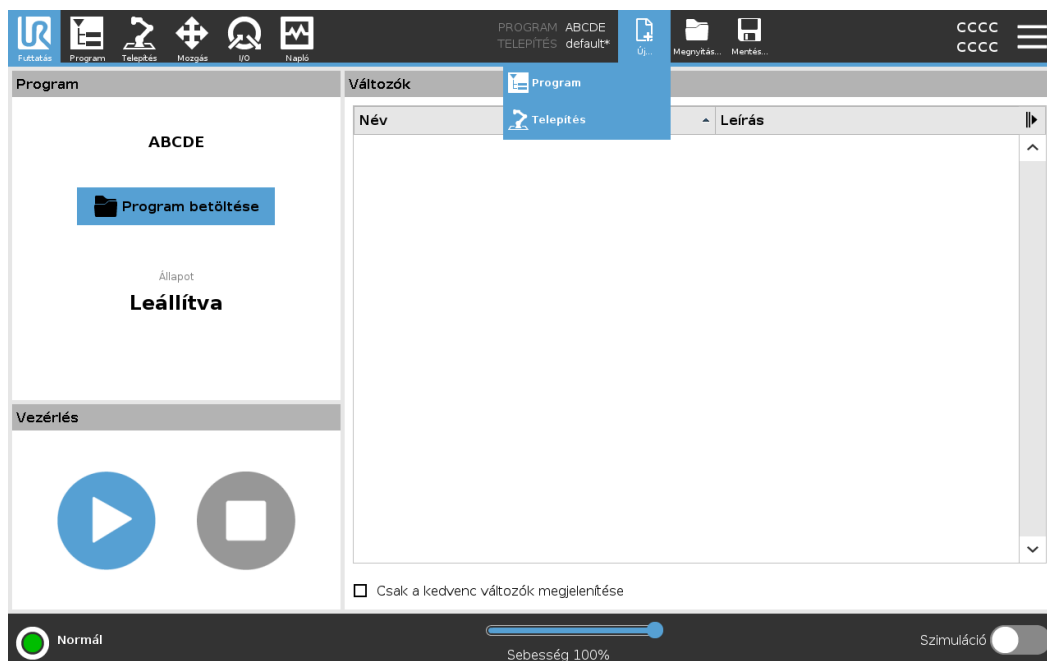 Futtatás
Program
Telepítés
Mozgás
I/O
Napló
PROGRAM ABCDE
TELEPÍTÉS default*
Új...
Megnyitás...
Mentés...
CCCC
CCCC
Program
Változók
Program
Telepítés
Név
Leírás
ABCDE
Program betöltése
Állapot
Leállítva
Vezérlés
Csak a kedvenc változók megjelenítése
Normál
Sebesség 100%
Szimuláció